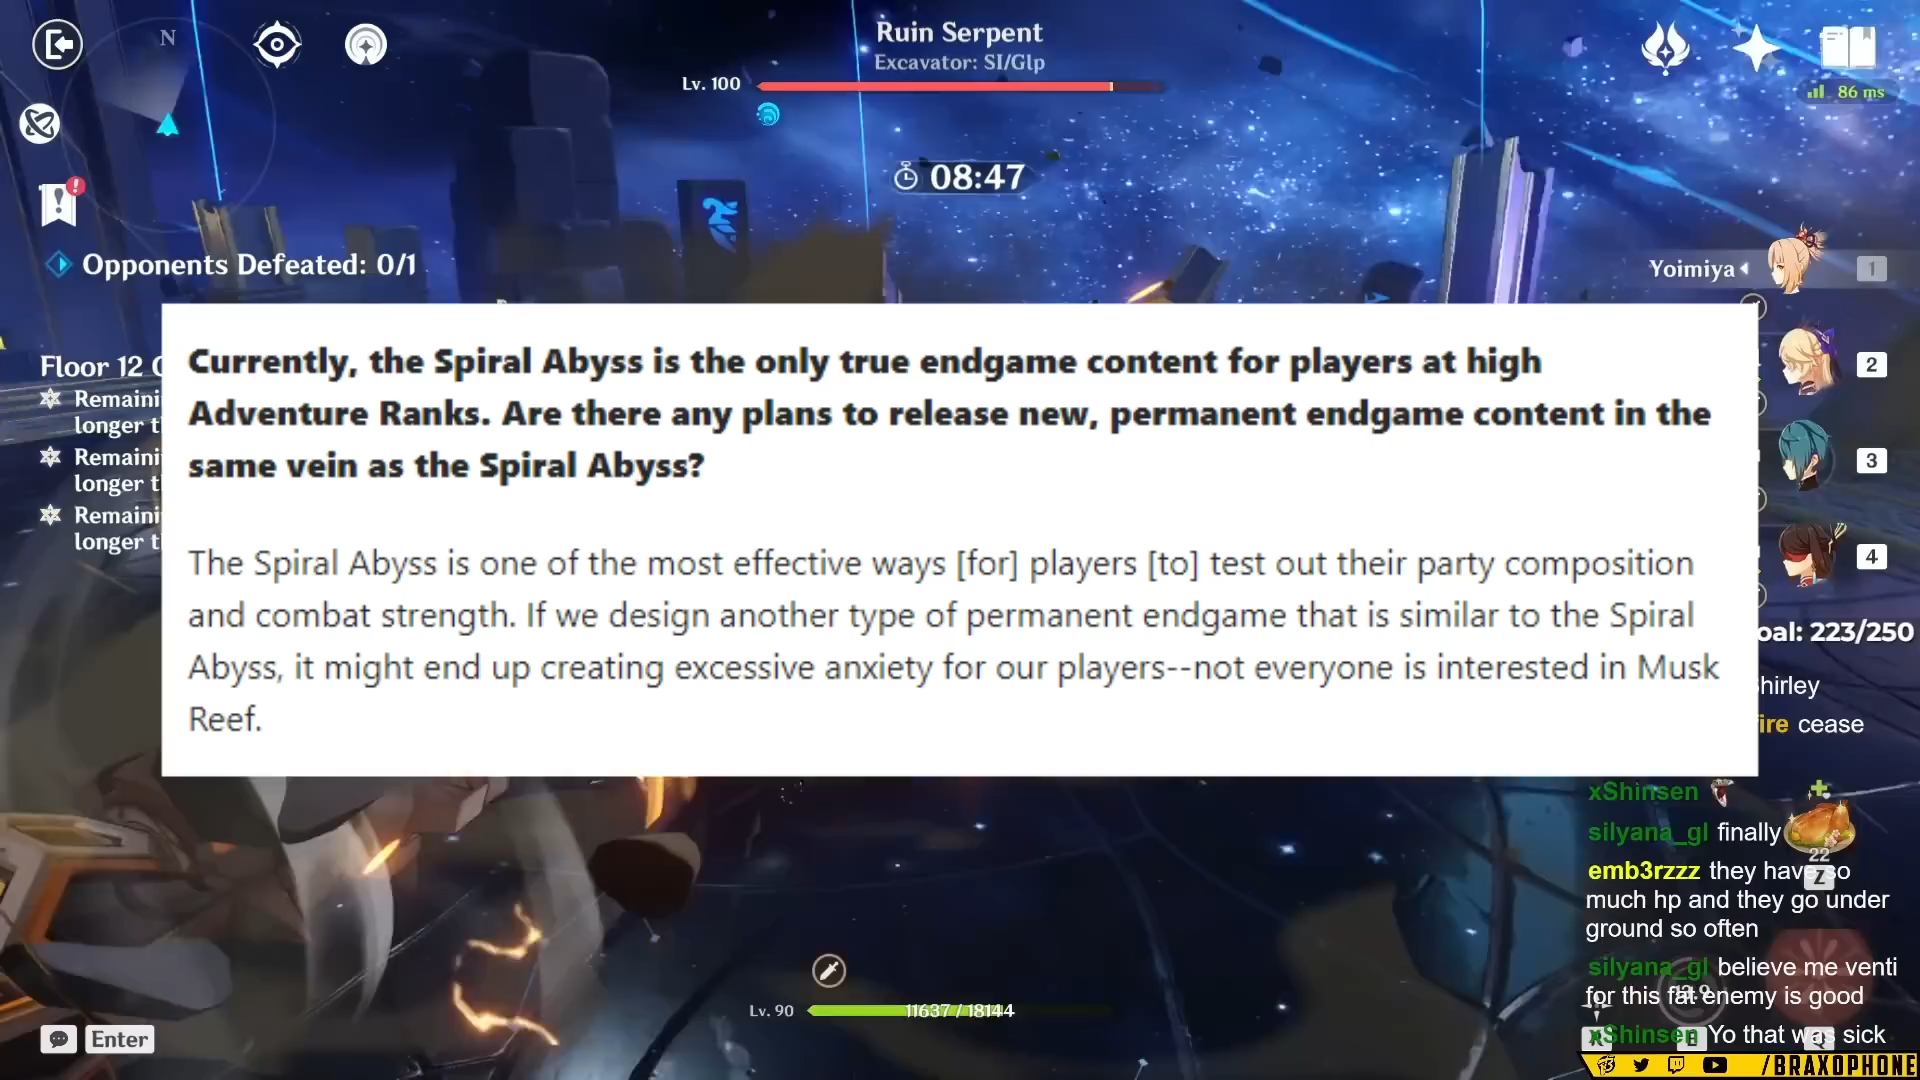 N
Ruin Serpent
Excavator: SI/Glp
Lv. 100
86 ms
08:47
Opponents Defeated: 0/1
Yoimiya
1
2
3
4
Floor 12
Remaini
longer t
Remaini
longer t
Remaini
longer t
Currently, the Spiral Abyss is the only true endgame content for players at high
Adventure Ranks. Are there any plans to release new, permanent endgame content in the
same vein as the Spiral Abyss?
The Spiral Abyss is one of the most effective ways [for] players [to] test out their party composition
and combat strength. If we design another type of permanent endgame that is similar to the Spiral
Abyss, it might end up creating excessive anxiety for our players--not everyone is interested in Musk
Reef.
oal: 223/250
hirley
ire cease
xShinsen
silyana_gl finally
22
Z
emb3rzzz they have so
much hp and they go under
ground so often
silyana_gl believe me venti
for this fat enemy is good
xShinsen Yo that was sick
Lv. 90
11637 / 18144
Enter
/BRAXOPHONE